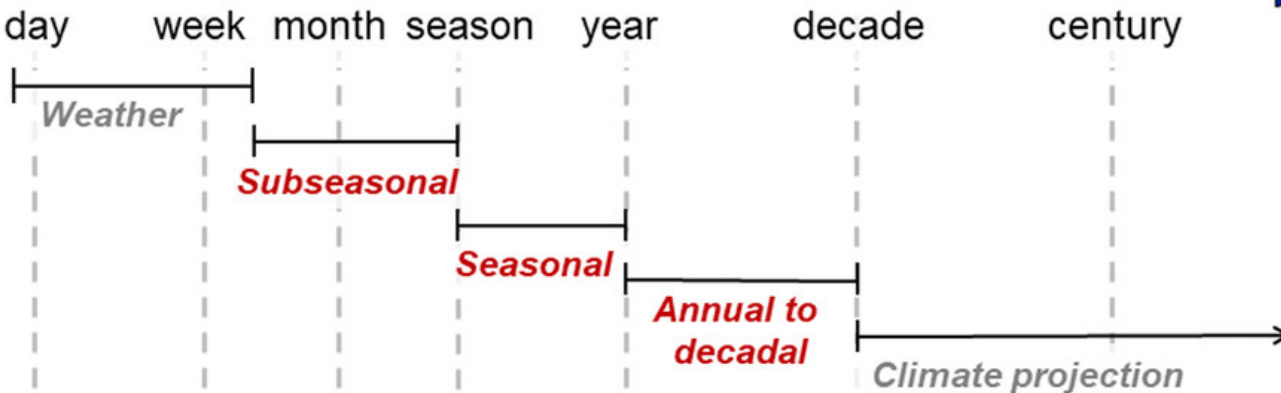 day week month season year decade century
Weather
Subseasonal
Seasonal
Annual to
decadal
Climate projection